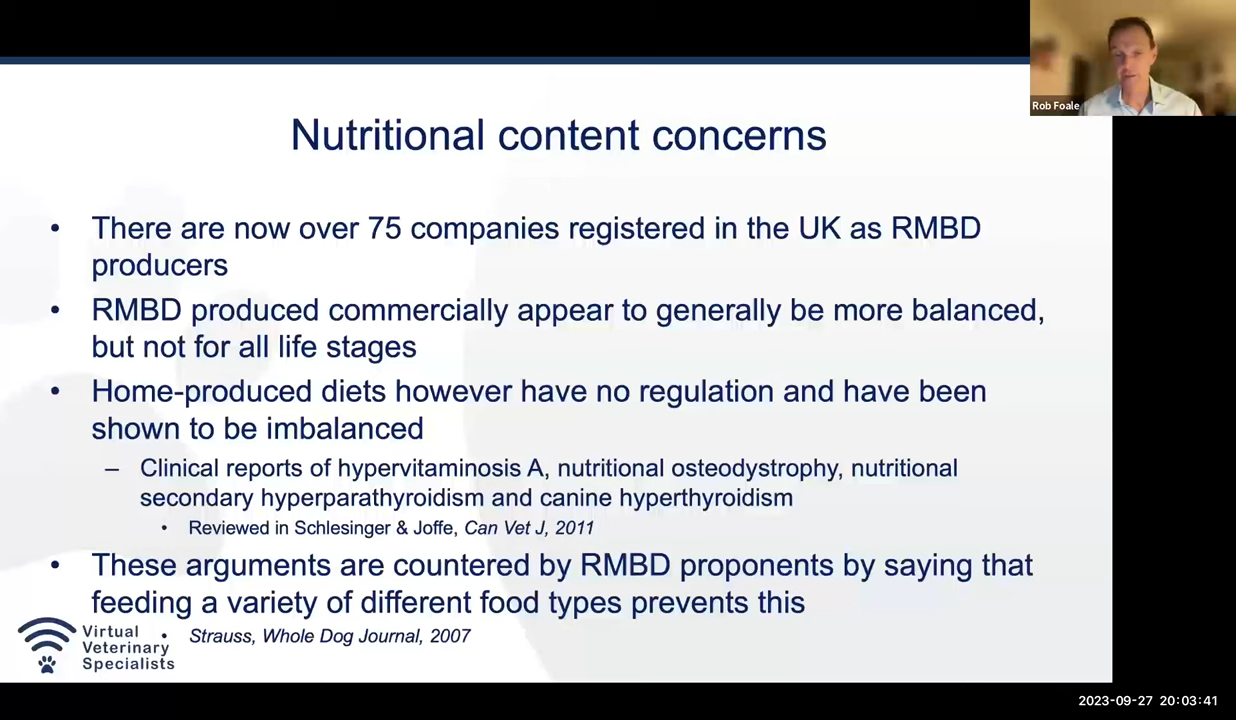 Rob Foale
Nutritional content concerns
• There are now over 75 companies registered in the UK as RMBD
producers
• RMBD produced commercially appear to generally be more balanced,
but not for all life stages
• Home-produced diets however have no regulation and have been
shown to be imbalanced
– Clinical reports of hypervitaminosis A, nutritional osteodystrophy, nutritional
secondary hyperparathyroidism and canine hyperthyroidism
• Reviewed in Schlesinger & Joffe, Can Vet J, 2011
• These arguments are countered by RMBD proponents by saying that
feeding a variety of different food types prevents this
• Strauss, Whole Dog Journal, 2007
Virtual
Veterinary
Specialists
2023-09-27 20:03:41